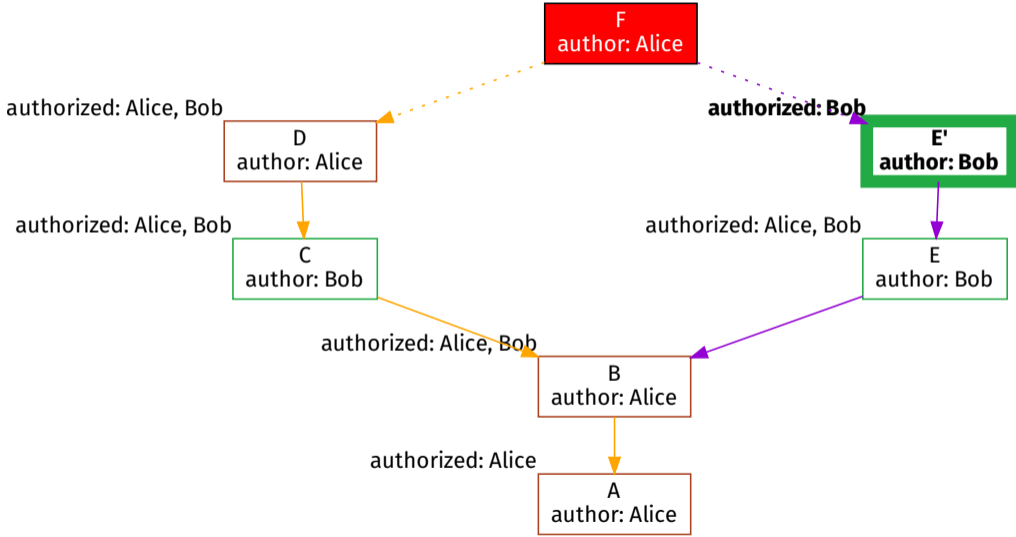 F
author: Alice
authorized: Alice, Bob
authorized: Bob
D
author: Alice
E'
author: Bob
authorized: Alice, Bob
authorized: Alice, Bob
C
author: Bob
E
author: Bob
authorized: Alice, Bob
B
author: Alice
authorized: Alice
A
author: Alice